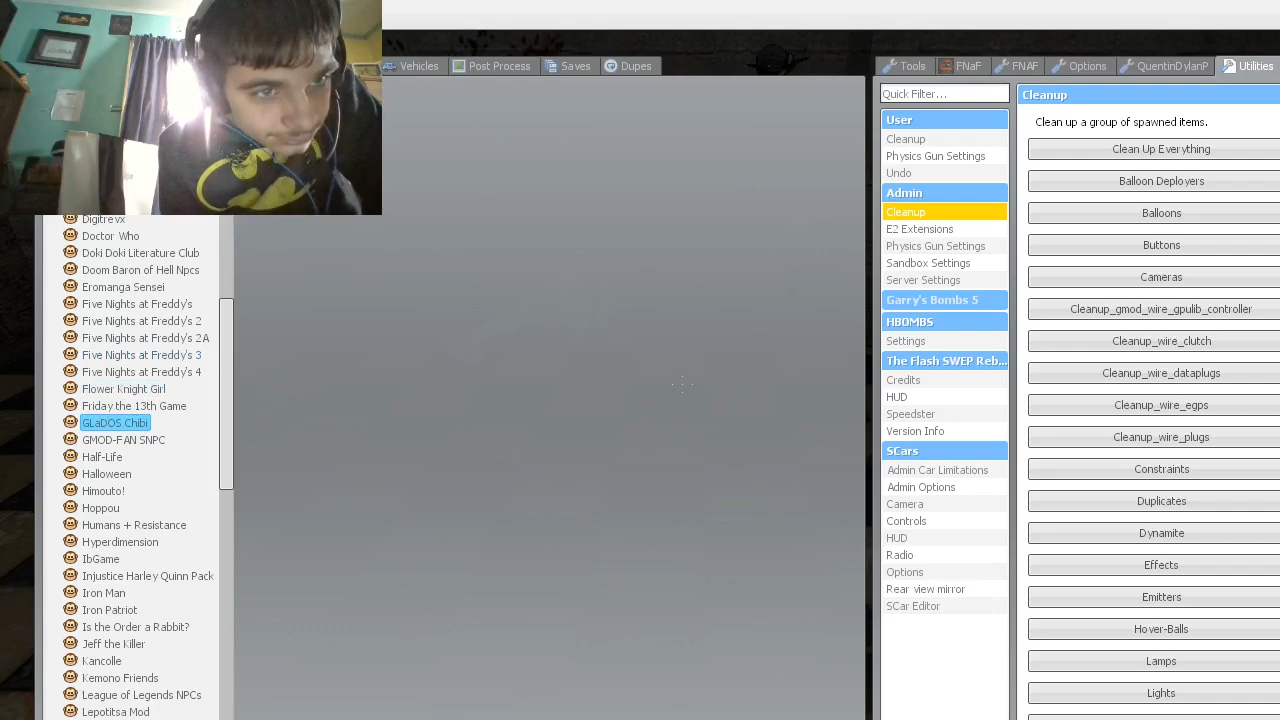 Vehicles
Post Process
Saves
Dupes
Tools
FNaF
FNAF
Options
QuentinDylanP
Utilities
Digitrevx
Doctor Who
Doki Doki Literature Club
Doom Baron of Hell Npcs
Eromanga Sensei
Five Nights at Freddy's
Five Nights at Freddy's 2
Five Nights at Freddy's 2A
Five Nights at Freddy's 3
Five Nights at Freddy's 4
Flower Knight Girl
Friday the 13th Game
GLaDOS Chibi
GMOD-FAN SNPC
Half-Life
Halloween
Himouto!
Hoppou
Humans + Resistance
Hyperdimension
IbGame
Injustice Harley Quinn Pack
Iron Man
Iron Patriot
Is the Order a Rabbit?
Jeff the Killer
Kancolle
Kemono Friends
League of Legends NPCs
Lepotitsa Mod
Quick Filter...
User
Cleanup
Physics Gun Settings
Undo
Admin
Cleanup
E2 Extensions
Physics Gun Settings
Sandbox Settings
Server Settings
Garry's Bombs 5
HBOMBS
Settings
The Flash SWEP Reb...
Credits
HUD
Speedster
Version Info
SCars
Admin Car Limitations
Admin Options
Camera
Controls
HUD
Radio
Options
Rear view mirror
SCar Editor
Cleanup
Clean up a group of spawned items.
Clean Up Everything
Balloon Deployers
Balloons
Buttons
Cameras
Cleanup_gmod_wire_gpulib_controller
Cleanup_wire_clutch
Cleanup_wire_dataplugs
Cleanup_wire_egps
Cleanup_wire_plugs
Constraints
Duplicates
Dynamite
Effects
Emitters
Hover-Balls
Lamps
Lights